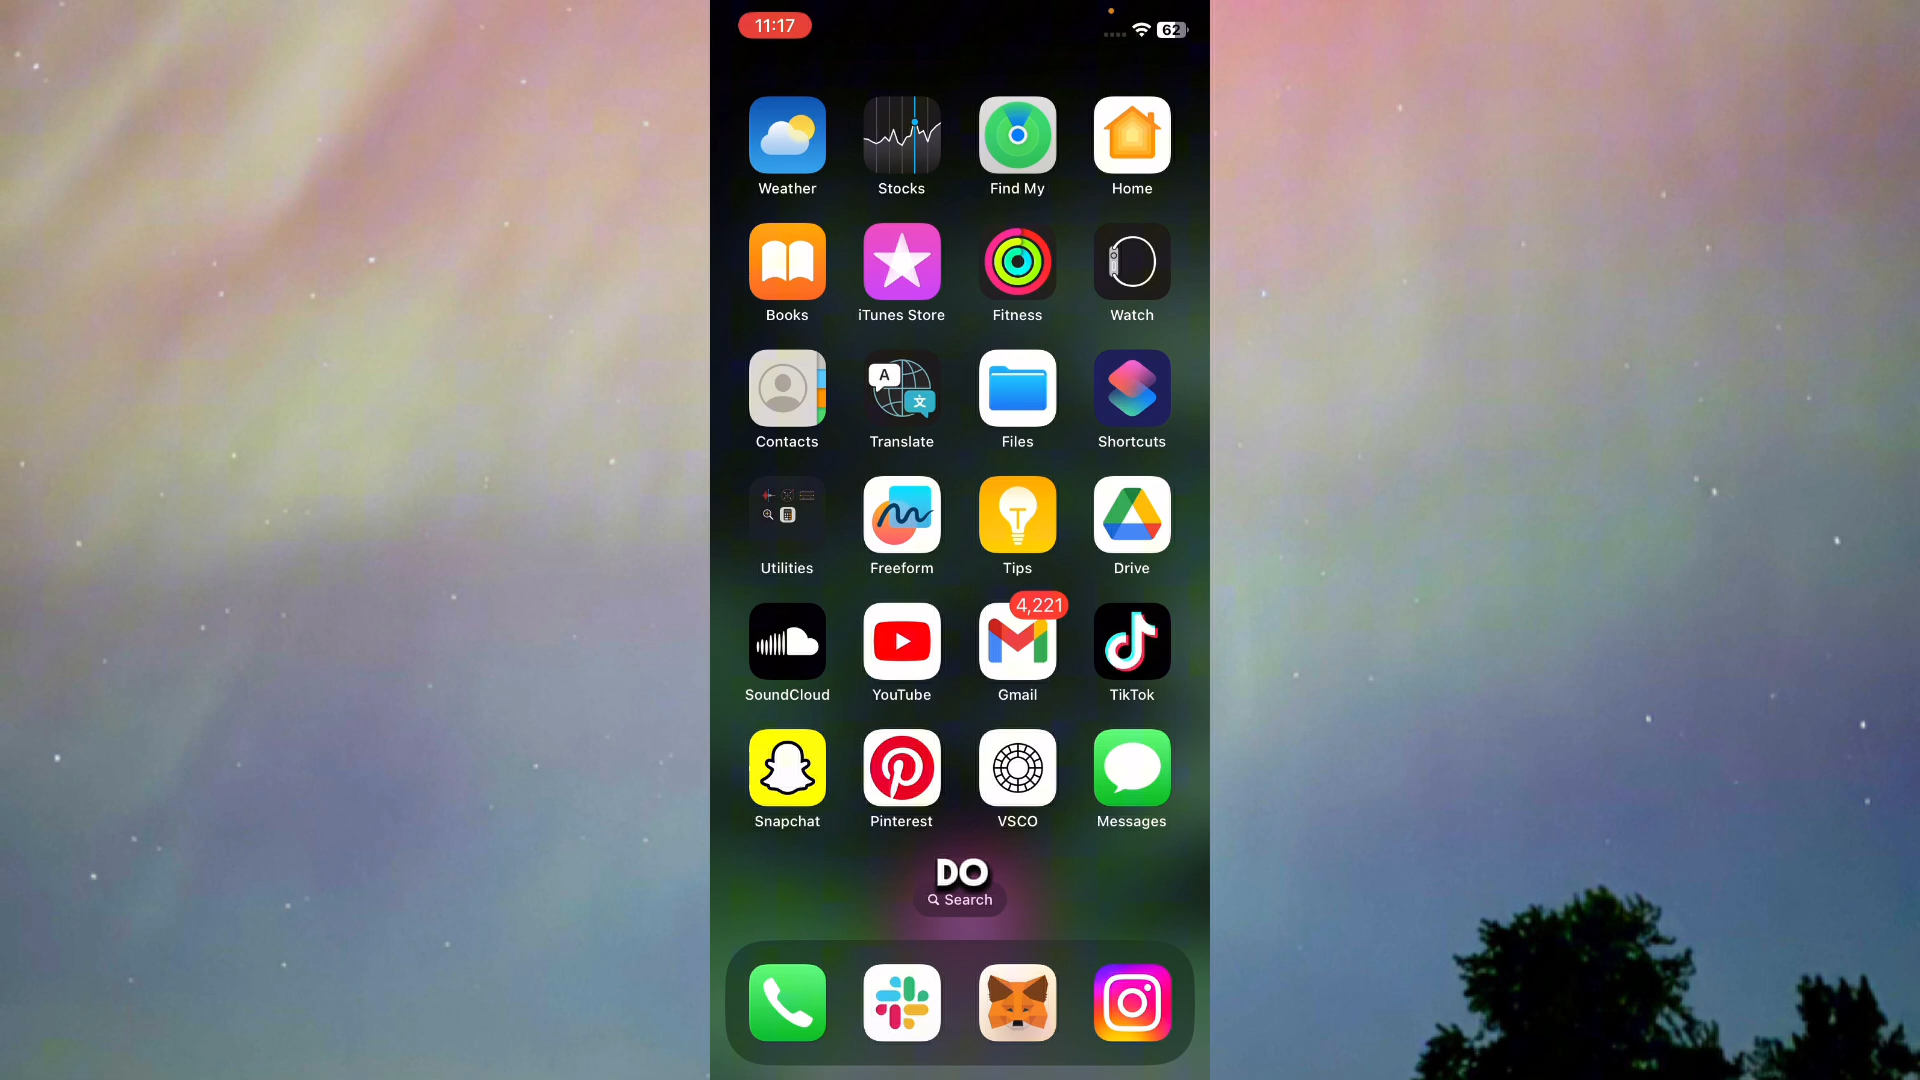 11:17
62
Weather Stocks Find My Home
Books iTunes Store Fitness Watch
A
文
Contacts Translate Files Shortcuts
T
Utilities Freeform Tips Drive
4,221
SoundCloud YouTube Gmail TikTok
Snapchat Pinterest VSCO Messages
DO
Search